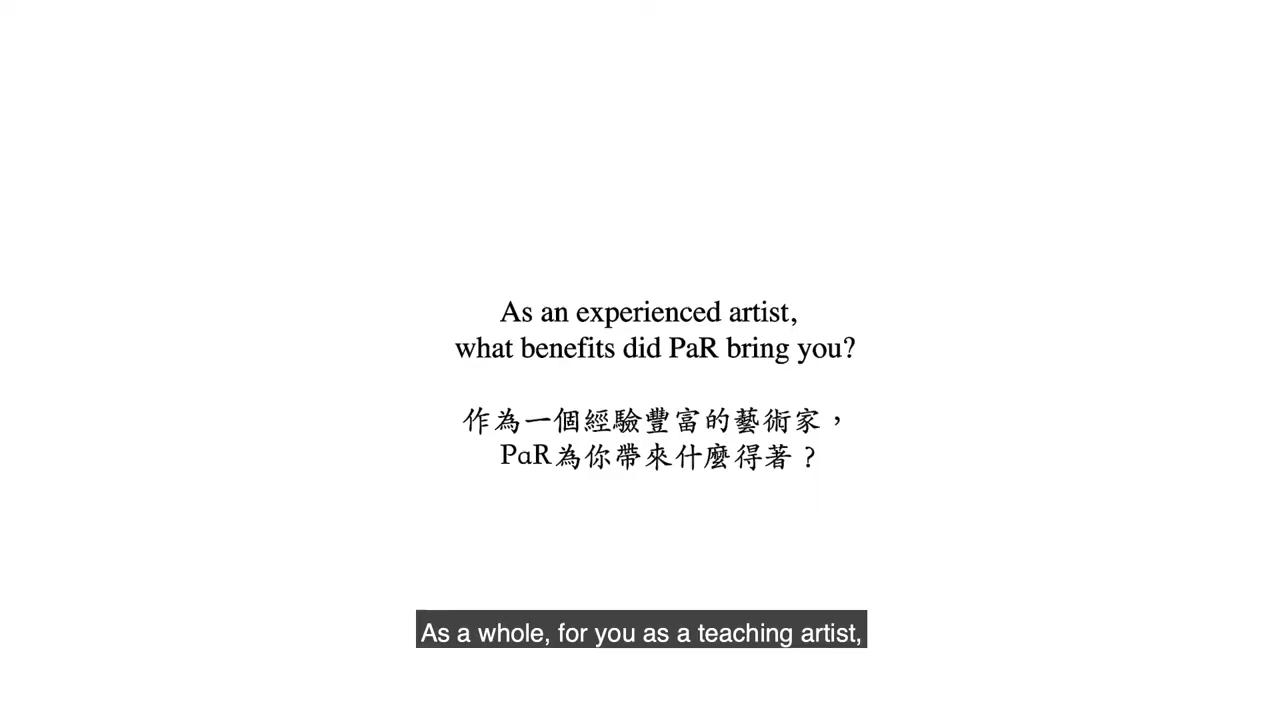 As an experienced artist,
what benefits did PaR bring you?
作為一個經驗豐富的藝術家，
PaR為你帶來什麼得著？
As a whole, for you as a teaching artist,